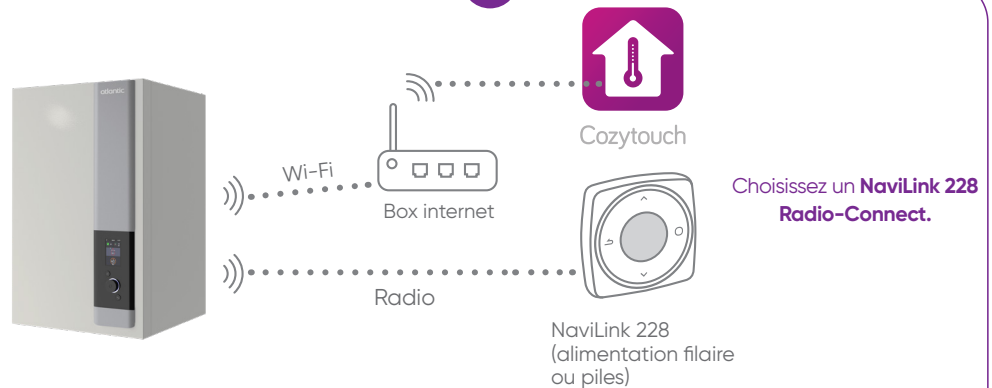 atlantic
Wi-Fi
Box internet
Cozytouch
Choisissez un NaviLink 228
Radio-Connect.
Radio
NaviLink 228
(alimentation filaire
ou piles)